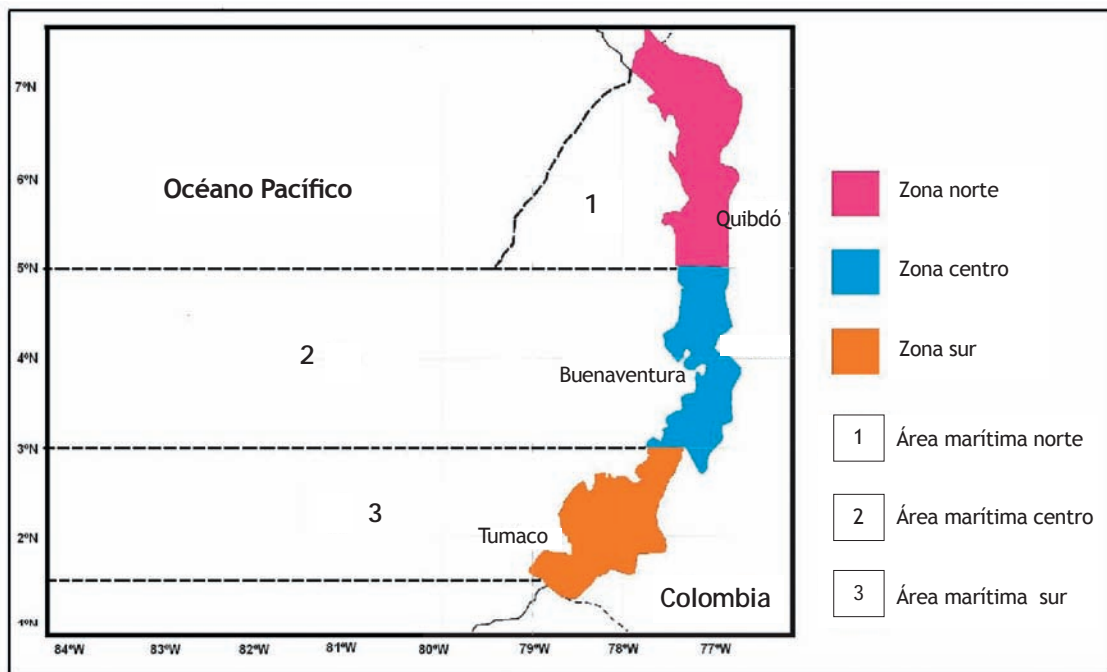 7°N
6°N
5°N
4°N
3°N
2°N
1°N
84°W
83°W
82°W
81°W
80°W
79°W
78°W
77°W
Océano Pacífico
1
Quibdó
2
Buenaventura
3
Tumaco
Colombia
Zona norte
Zona centro
Zona sur
1 Área marítima norte
2 Área marítima centro
3 Área marítima sur